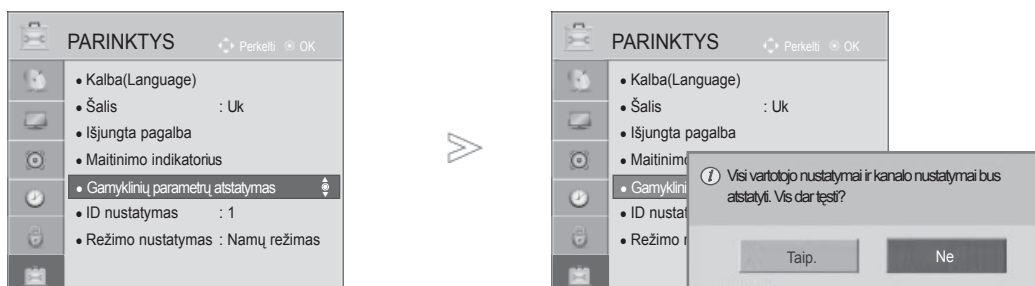 PARINKTYS Perkelti OK
• Kalba(Language)
• Šalis : Uk
• Išjungta pagalba
• Maitinimo indikatorius
• Gamyklinių parametrų atstatymas
• ID nustatymas : 1
• Režimo nustatymas : Namų režimas
PARINKTYS Perkelti OK
• Kalba(Language)
• Šalis : Uk
• Išjungta pagalba
• Maitinimo
• Gamyklini
• ID nustat
• Režimo n
Visi vartotojo nustatymai ir kanalo nustatymai bus
atstatyti. Vis dar tęsti?
Taip. Ne